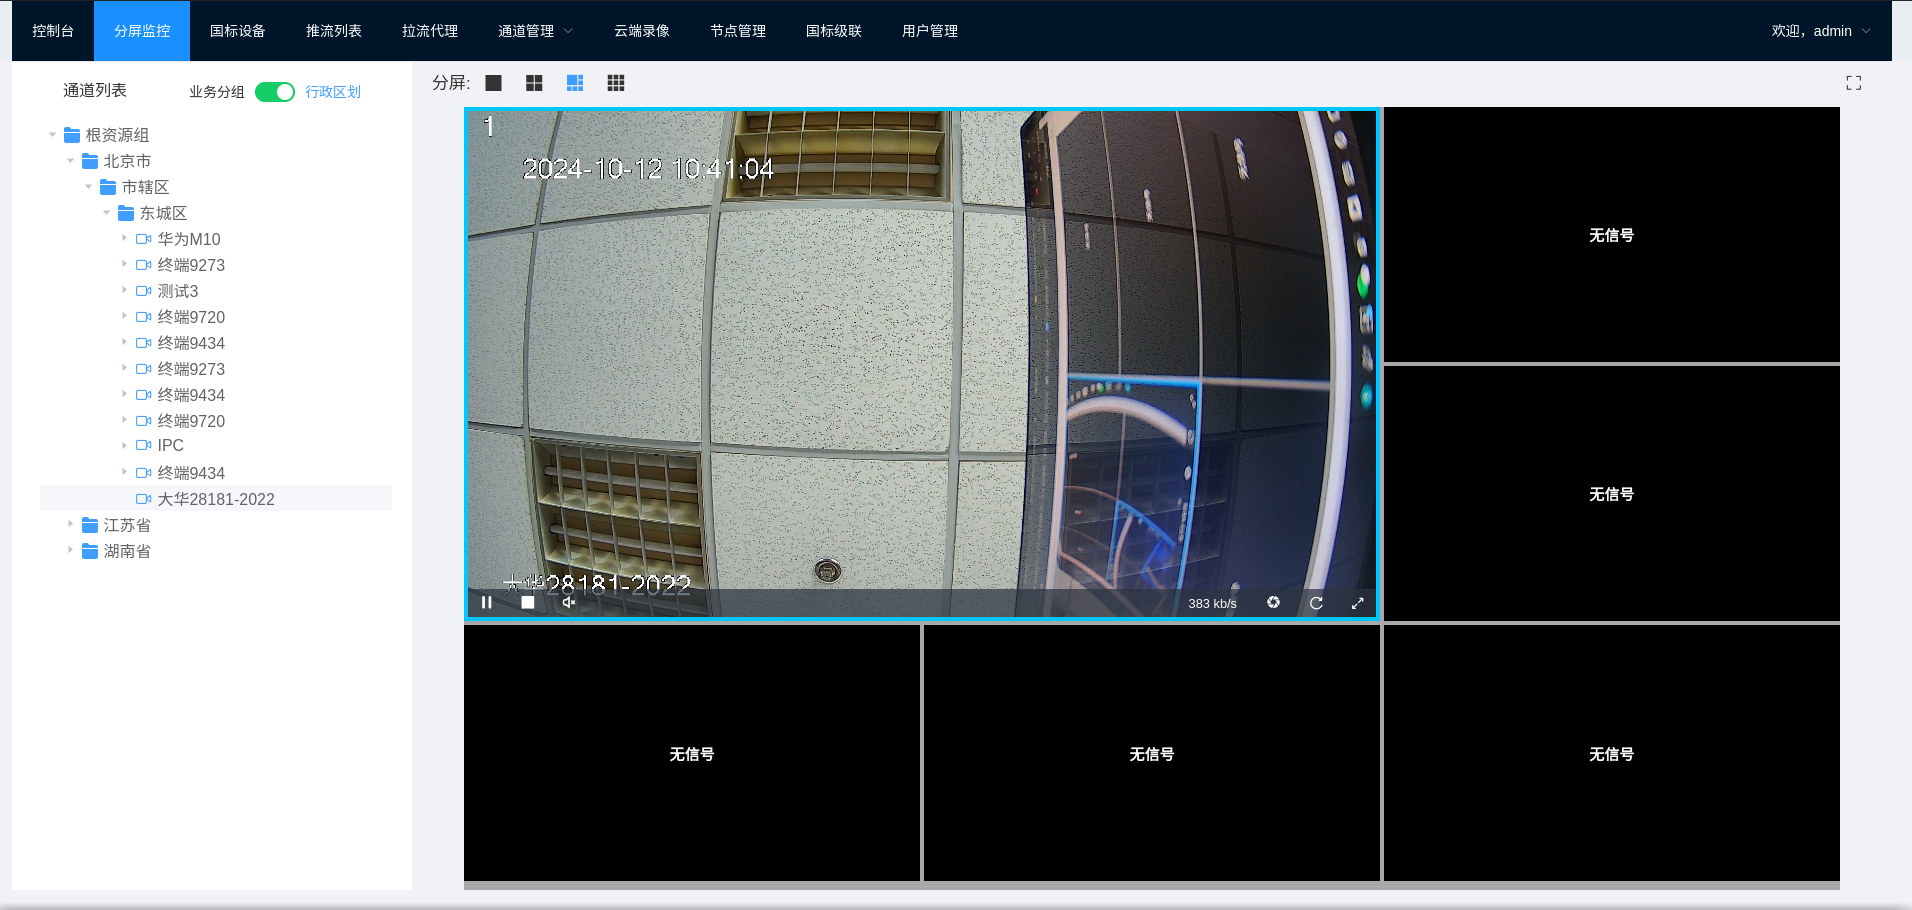 控制台 分屏监控 国标设备 推流列表 拉流代理 通道管理 云端录像 节点管理 国标级联 用户管理 欢迎，admin
通道列表 业务分组 行政区划
分屏:
根资源组
北京市
市辖区
东城区
华为M10
终端9273
测试3
终端9720
终端9434
终端9273
终端9434
终端9720
IPC
终端9434
大华28181-2022
江苏省
湖南省
1
2024-10-12 10:41:04
大华28181-2022
383 kb/s
无信号
无信号
无信号
无信号
无信号